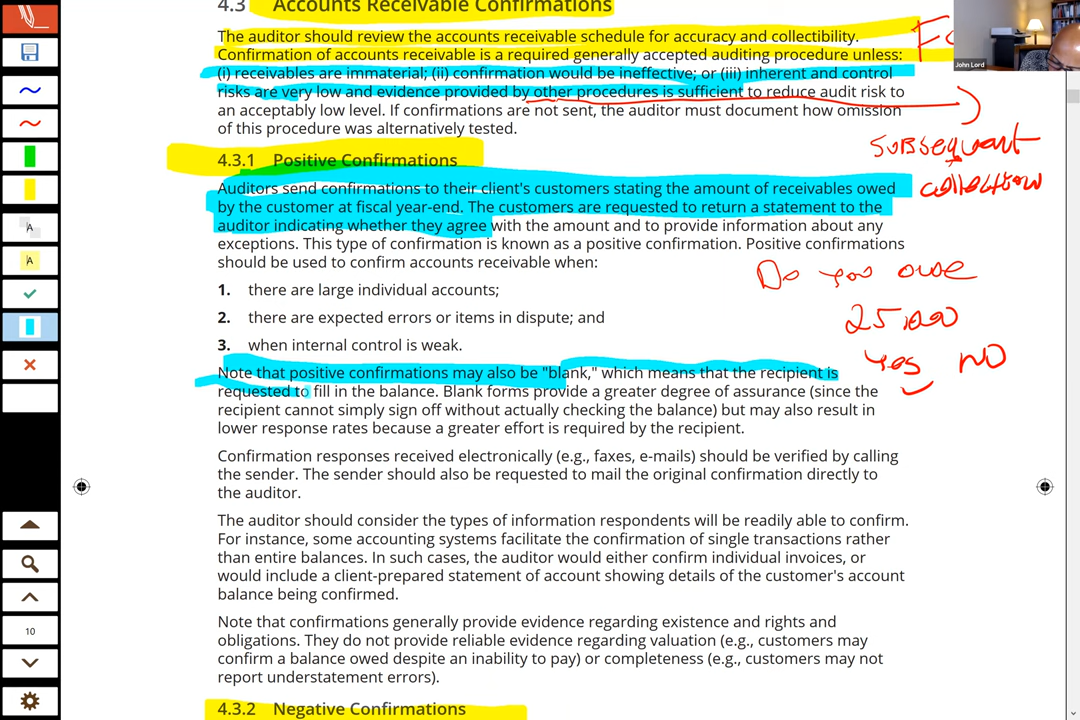 4.3 Accounts Receivable Confirmations
The auditor should review the accounts receivable schedule for accuracy and collectibility.
Confirmation of accounts receivable is a required generally accepted auditing procedure unless:
(i) receivables are immaterial; (ii) confirmation would be ineffective; or (iii) inherent and control
risks are very low and evidence provided by other procedures is sufficient to reduce audit risk to
an acceptably low level. If confirmations are not sent, the auditor must document how omission
of this procedure was alternatively tested.
John Lord
subsequant
collection
4.3.1 Positive Confirmations
Auditors send confirmations to their client's customers stating the amount of receivables owed
by the customer at fiscal year-end. The customers are requested to return a statement to the
auditor indicating whether they agree with the amount and to provide information about any
exceptions. This type of confirmation is known as a positive confirmation. Positive confirmations
should be used to confirm accounts receivable when:
Do you owe
25,000
Yes NO
1. there are large individual accounts;
2. there are expected errors or items in dispute; and
3. when internal control is weak.
Note that positive confirmations may also be "blank," which means that the recipient is
requested to fill in the balance. Blank forms provide a greater degree of assurance (since the
recipient cannot simply sign off without actually checking the balance) but may also result in
lower response rates because a greater effort is required by the recipient.
Confirmation responses received electronically (e.g., faxes, e-mails) should be verified by calling
the sender. The sender should also be requested to mail the original confirmation directly to
the auditor.
The auditor should consider the types of information respondents will be readily able to confirm.
For instance, some accounting systems facilitate the confirmation of single transactions rather
than entire balances. In such cases, the auditor would either confirm individual invoices, or
would include a client-prepared statement of account showing details of the customer's account
balance being confirmed.
Note that confirmations generally provide evidence regarding existence and rights and
obligations. They do not provide reliable evidence regarding valuation (e.g., customers may
confirm a balance owed despite an inability to pay) or completeness (e.g., customers may not
report understatement errors).
4.3.2 Negative Confirmations
A
A
10